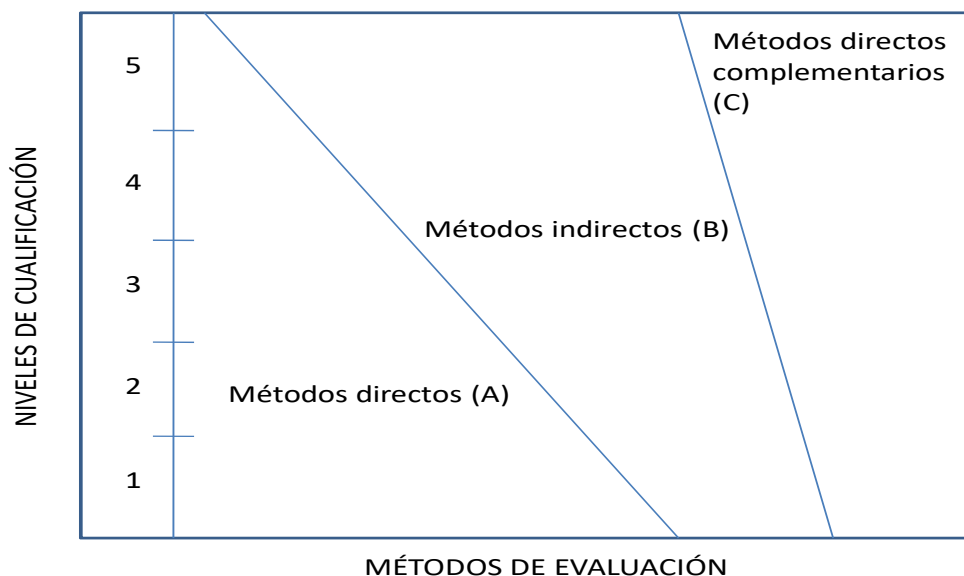 NIVELES DE CUALIFICACIÓN
5
4
3
2
1
Métodos directos
complementarios
(C)
Métodos indirectos (B)
Métodos directos (A)
MÉTODOS DE EVALUACIÓN